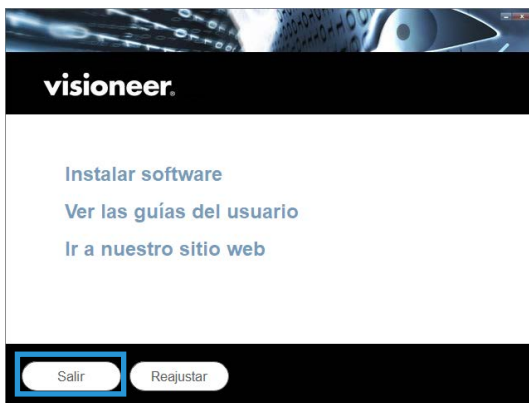 visioneer.
Instalar software
Ver las guías del usuario
Ir a nuestro sitio web
Salir
Reajustar